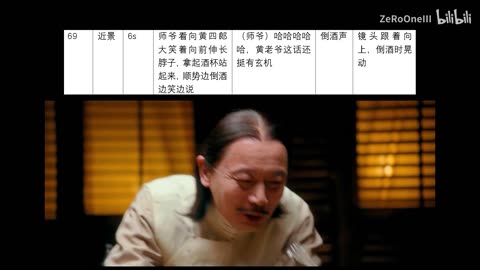 ZeRoOneIII bilibili
69
近景
6s
师爷看向黄四郎
大笑着向前伸长
脖子，拿起酒杯站
起来，顺势边倒酒
边笑边说
（师爷）哈哈哈哈
哈，黄老爷这话还
挺有玄机
倒酒声
镜头跟着向
上，倒酒时晃
动